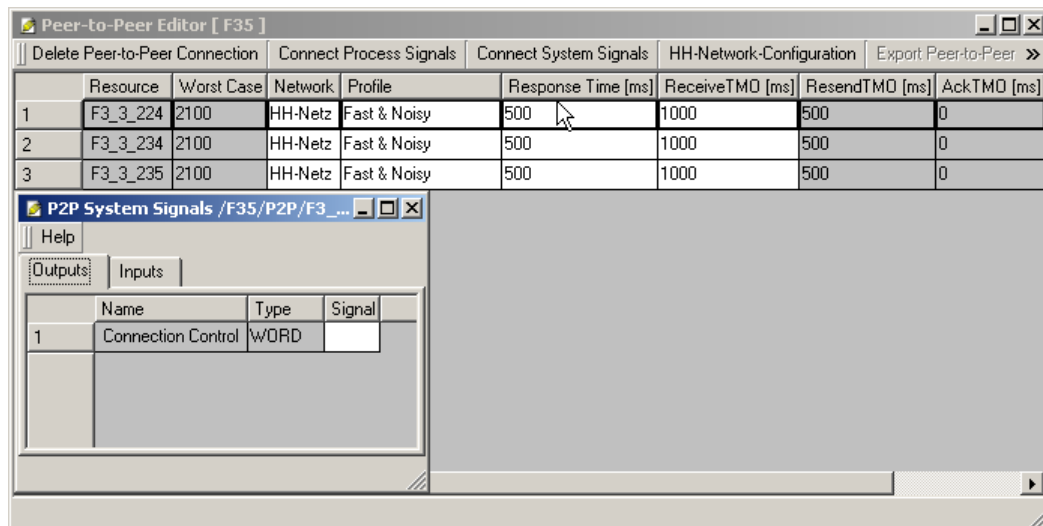 Peer-to-Peer Editor [ F35 ]
Delete Peer-to-Peer Connection Connect Process Signals Connect System Signals HH-Network-Configuration Export Peer-to-Peer »
Resource Worst Case Network Profile Response Time [ms] ReceiveTMO [ms] ResendTMO [ms] AckTMO [ms]
1 F3_3_224 2100 HH-Netz Fast & Noisy 500 1000 500 0
2 F3_3_234 2100 HH-Netz Fast & Noisy 500 1000 500 0
3 F3_3_235 2100 HH-Netz Fast & Noisy 500 1000 500 0
P2P System Signals /F35/P2P/F3_...
Help
Outputs Inputs
Name Type Signal
1 Connection Control WORD